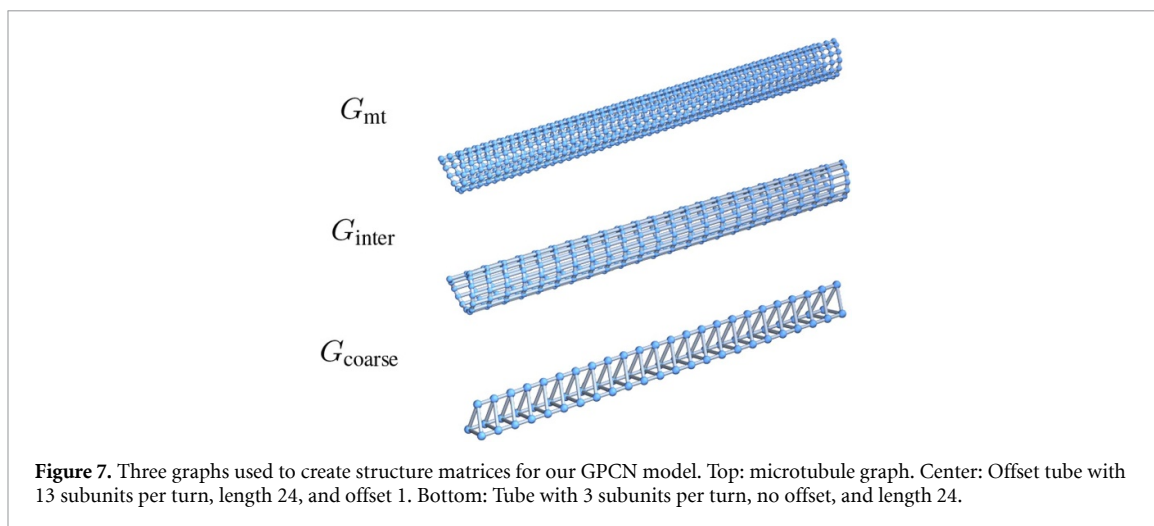 G_mt
G_inter
G_coarse
Figure 7. Three graphs used to create structure matrices for our GPCN model. Top: microtubule graph. Center: Offset tube with
13 subunits per turn, length 24, and offset 1. Bottom: Tube with 3 subunits per turn, no offset, and length 24.